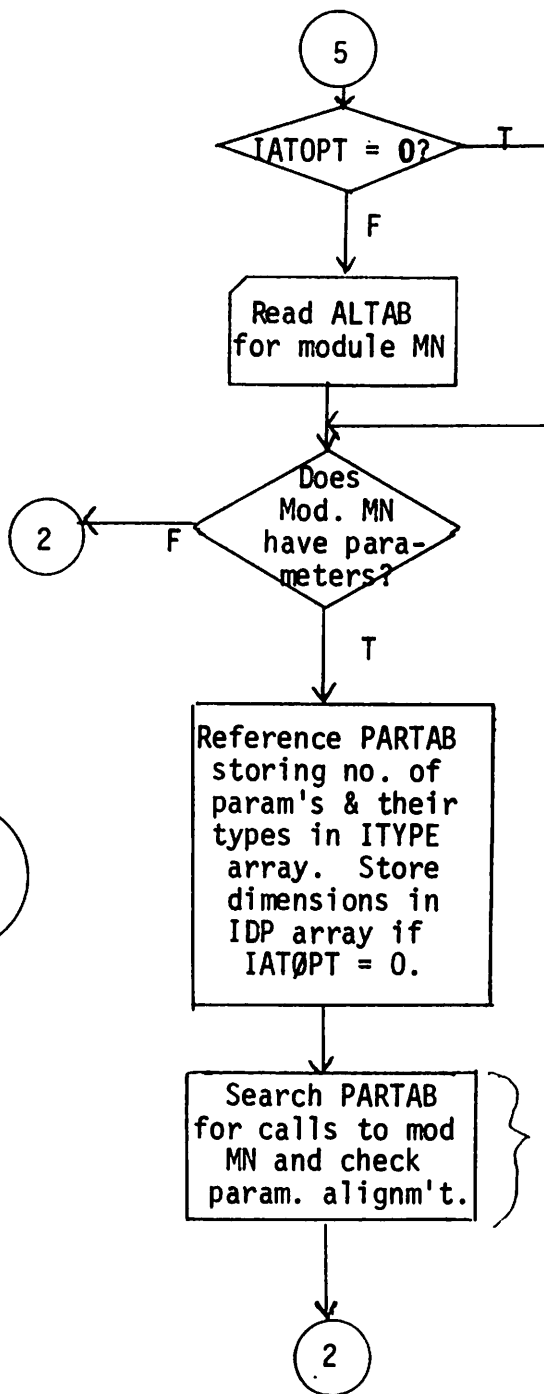 5
IATOPT = 0?
T
F
Read ALTAB
for module MN
Does
Mod. MN
have para-
meters?
2
F
T
Reference PARTAB
storing no. of
param's & their
types in ITYPE
array. Store
dimensions in
IDP array if
IATØPT = 0.
Search PARTAB
for calls to mod
MN and check
param. alignm't.
2